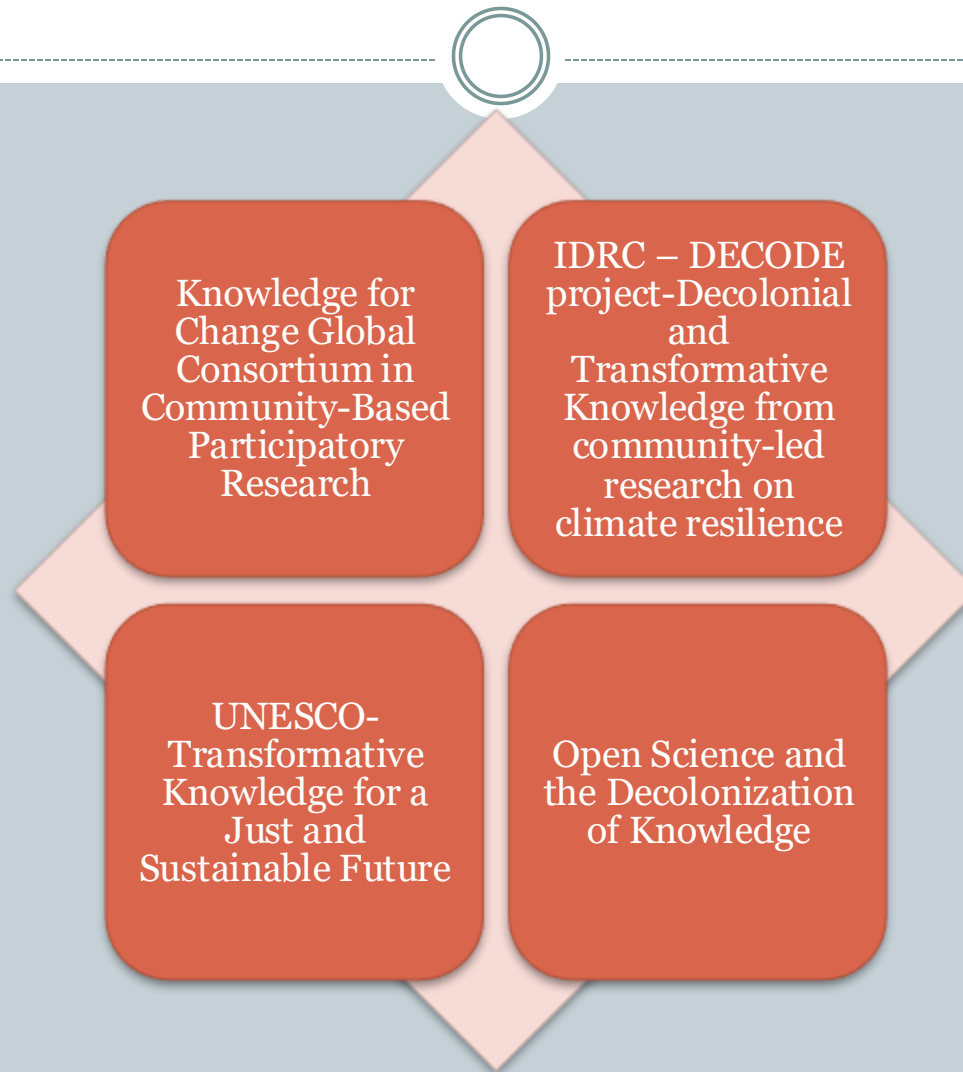 Knowledge for
Change Global
Consortium in
Community-Based
Participatory
Research
IDRC – DECODE
project-Decolonial
and
Transformative
Knowledge from
community-led
research on
climate resilience
UNESCO-
Transformative
Knowledge for a
Just and
Sustainable Future
Open Science and
the Decolonization
of Knowledge